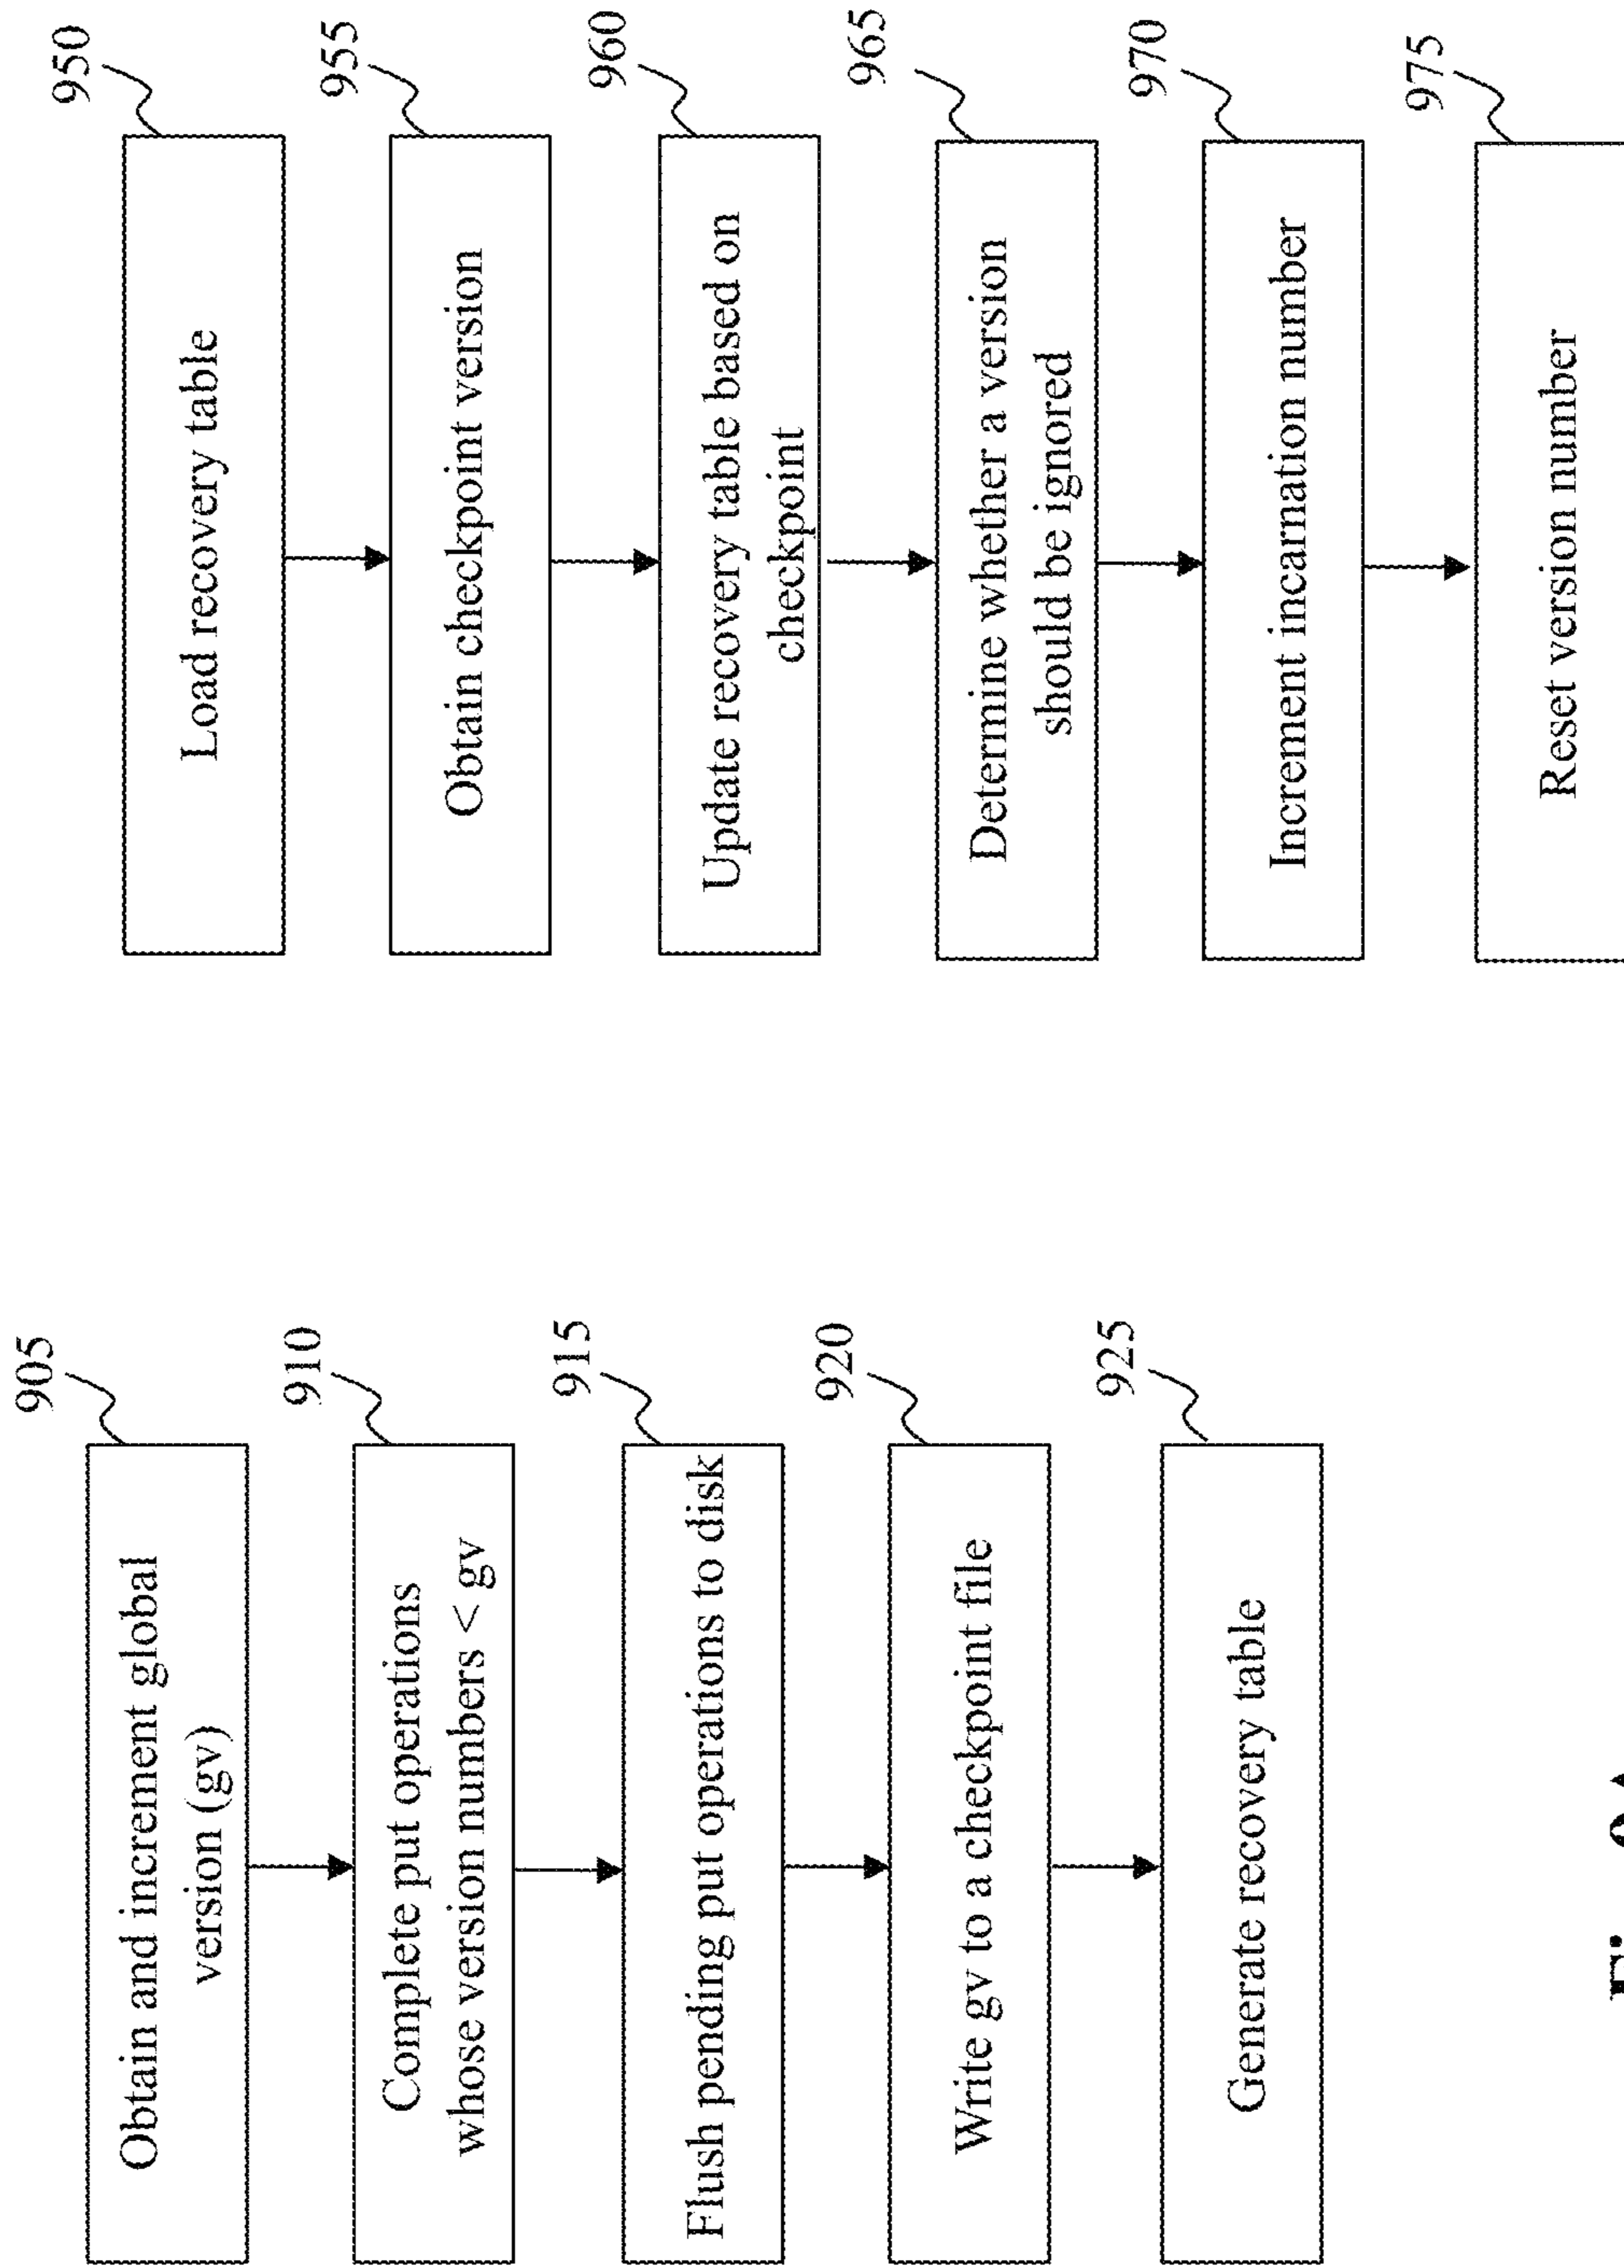 905
Obtain and increment global
version (gv)
910
Complete put operations
whose version numbers < gv
915
Flush pending put operations to disk
920
Write gv to a checkpoint file
925
Generate recovery table
950
Load recovery table
955
Obtain checkpoint version
960
Update recovery table based on
checkpoint
965
Determine whether a version
should be ignored
970
Increment incarnation number
975
Reset version number